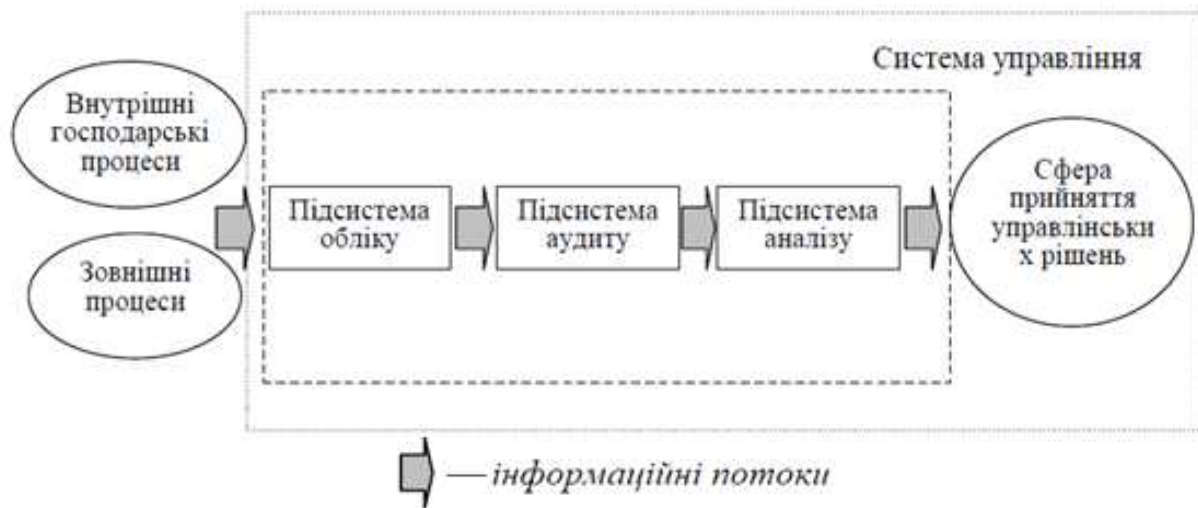 Система управління
Внутрішні
господарські
процеси
Зовнішні
процеси
Підсистема
обліку
Підсистема
аудиту
Підсистема
аналізу
Сфера
прийняття
управлінськи
х рішень
— інформаційні потоки